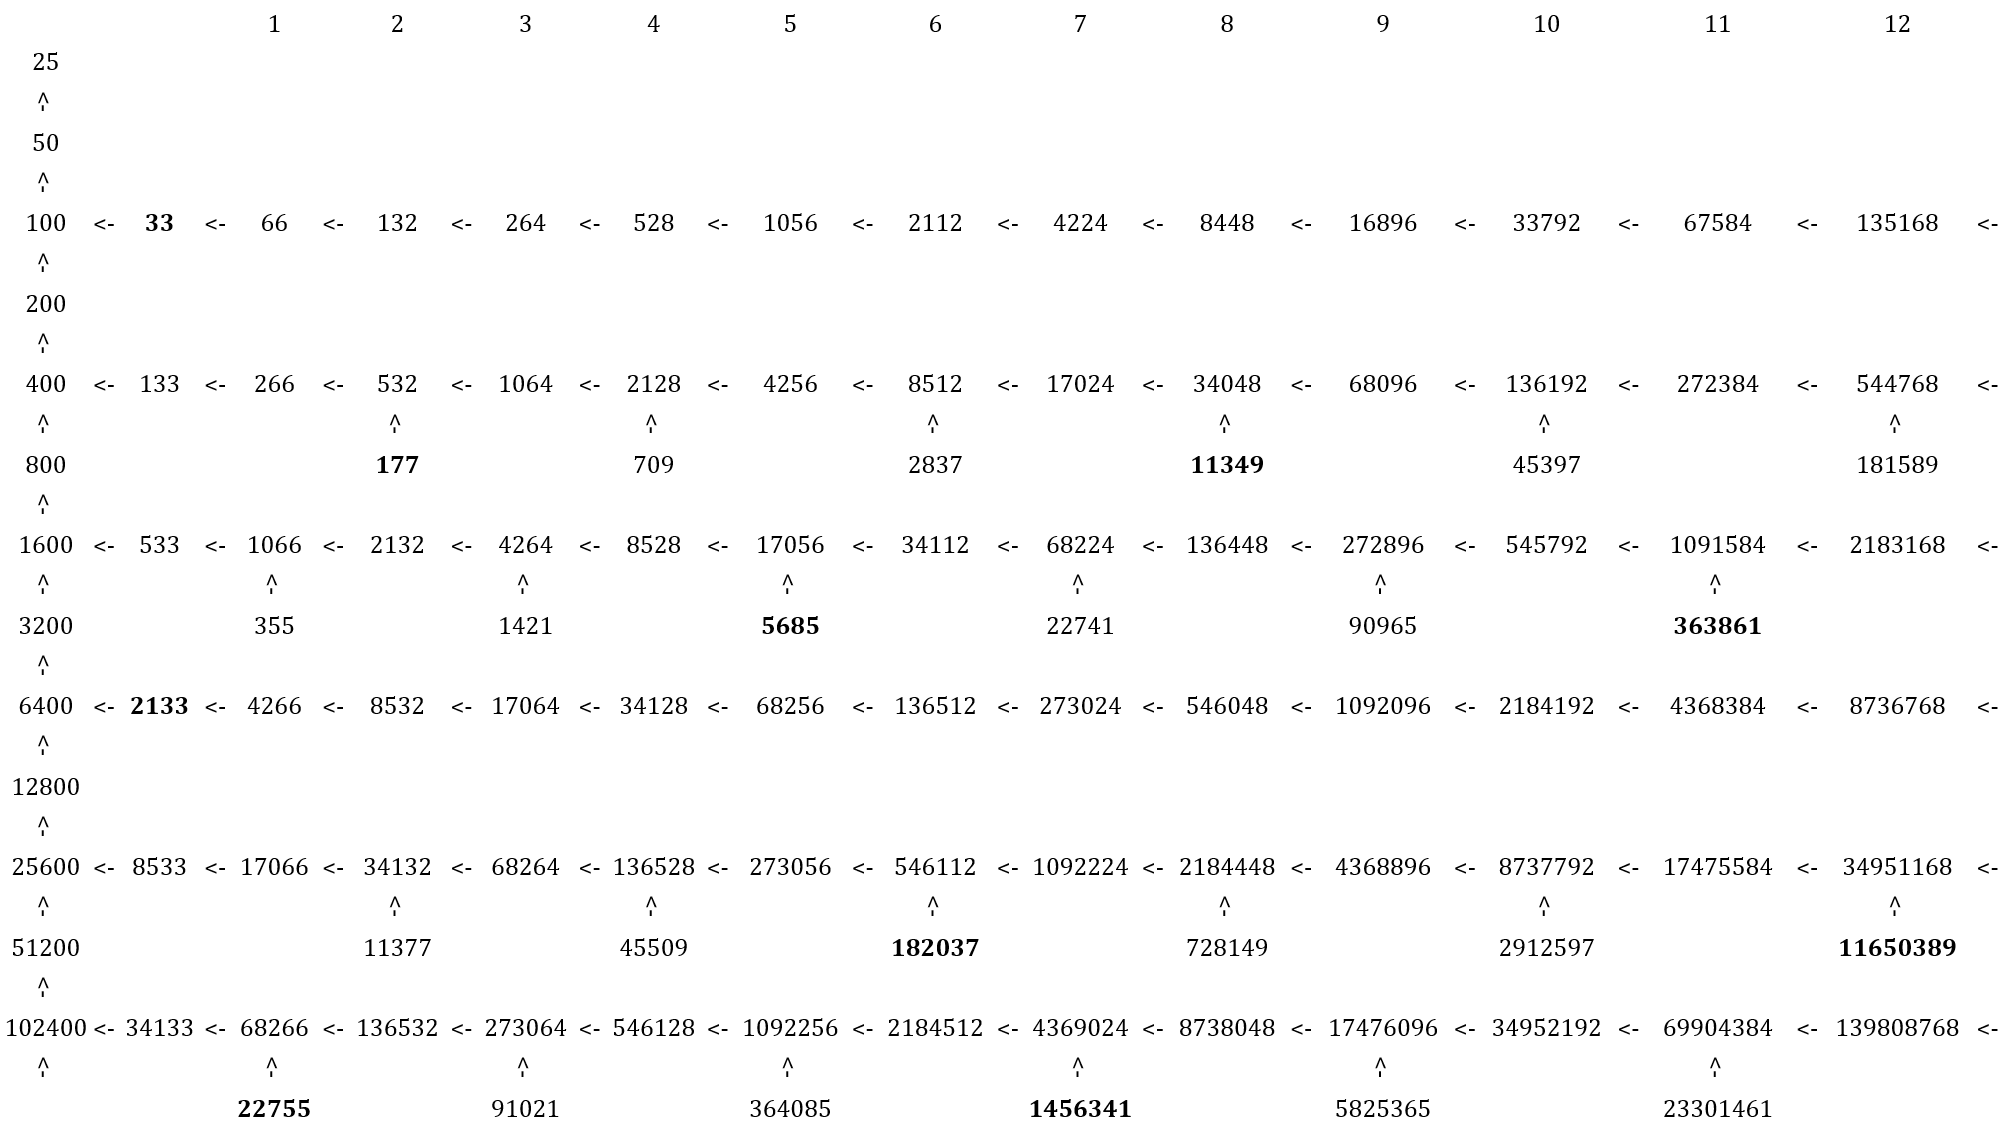 1 2 3 4 5 6 7 8 9 10 11 12
25
^
50
^
100 <- 33 <- 66 <- 132 <- 264 <- 528 <- 1056 <- 2112 <- 4224 <- 8448 <- 16896 <- 33792 <- 67584 <- 135168 <-
^
200
^
400 <- 133 <- 266 <- 532 <- 1064 <- 2128 <- 4256 <- 8512 <- 17024 <- 34048 <- 68096 <- 136192 <- 272384 <- 544768 <-
^ ^ ^ ^ ^ ^ ^
800 177 709 2837 11349 45397 181589
^
1600 <- 533 <- 1066 <- 2132 <- 4264 <- 8528 <- 17056 <- 34112 <- 68224 <- 136448 <- 272896 <- 545792 <- 1091584 <- 2183168 <-
^ ^ ^ ^ ^ ^ ^
3200 355 1421 5685 22741 90965 363861
^
6400 <- 2133 <- 4266 <- 8532 <- 17064 <- 34128 <- 68256 <- 136512 <- 273024 <- 546048 <- 1092096 <- 2184192 <- 4368384 <- 8736768 <-
^
12800
^
25600 <- 8533 <- 17066 <- 34132 <- 68264 <- 136528 <- 273056 <- 546112 <- 1092224 <- 2184448 <- 4368896 <- 8737792 <- 17475584 <- 34951168 <-
^ ^ ^ ^ ^ ^ ^
51200 11377 45509 182037 728149 2912597 11650389
^
102400 <- 34133 <- 68266 <- 136532 <- 273064 <- 546128 <- 1092256 <- 2184512 <- 4369024 <- 8738048 <- 17476096 <- 34952192 <- 69904384 <- 139808768 <-
^ ^ ^ ^ ^ ^ ^
22755 91021 364085 1456341 5825365 23301461